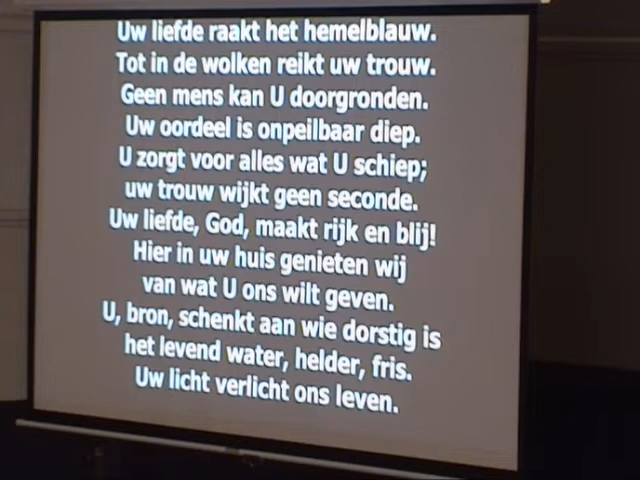 Uw liefde raakt het hemelblauw.
Tot in de wolken reikt uw trouw.
Geen mens kan U doorgronden.
Uw oordeel is onpeilbaar diep.
U zorgt voor alles wat U schiep;
uw trouw wijkt geen seconde.
Uw liefde, God, maakt rijk en blij!
Hier in uw huis genieten wij
van wat U ons wilt geven.
U, bron, schenkt aan wie dorstig is
het levend water, helder, fris.
Uw licht verlicht ons leven.